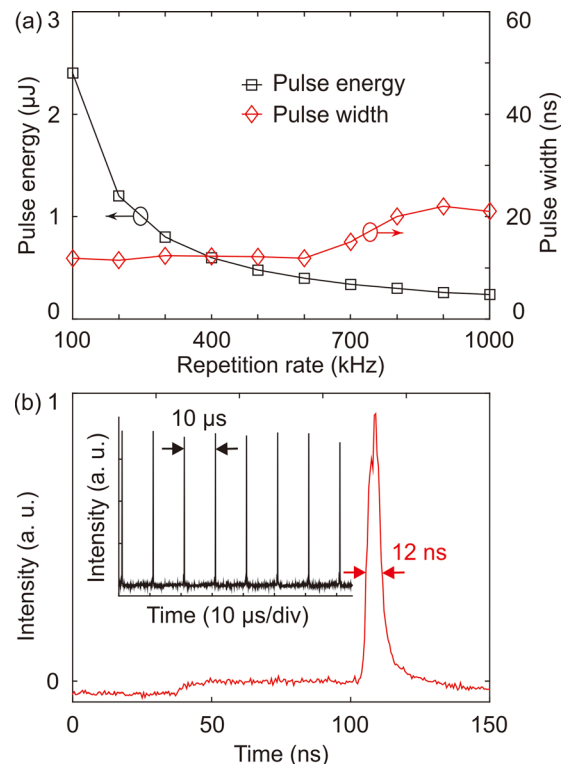 (a)
3
2
1
0
Pulse energy (μJ)
60
40
20
0
Pulse width (ns)
Pulse energy
Pulse width
100
400
700
1000
Repetition rate (kHz)
(b)
1
0
Intensity (a. u.)
10 μs
Intensity (a. u.)
Time (10 μs/div)
12 ns
0
50
100
150
Time (ns)